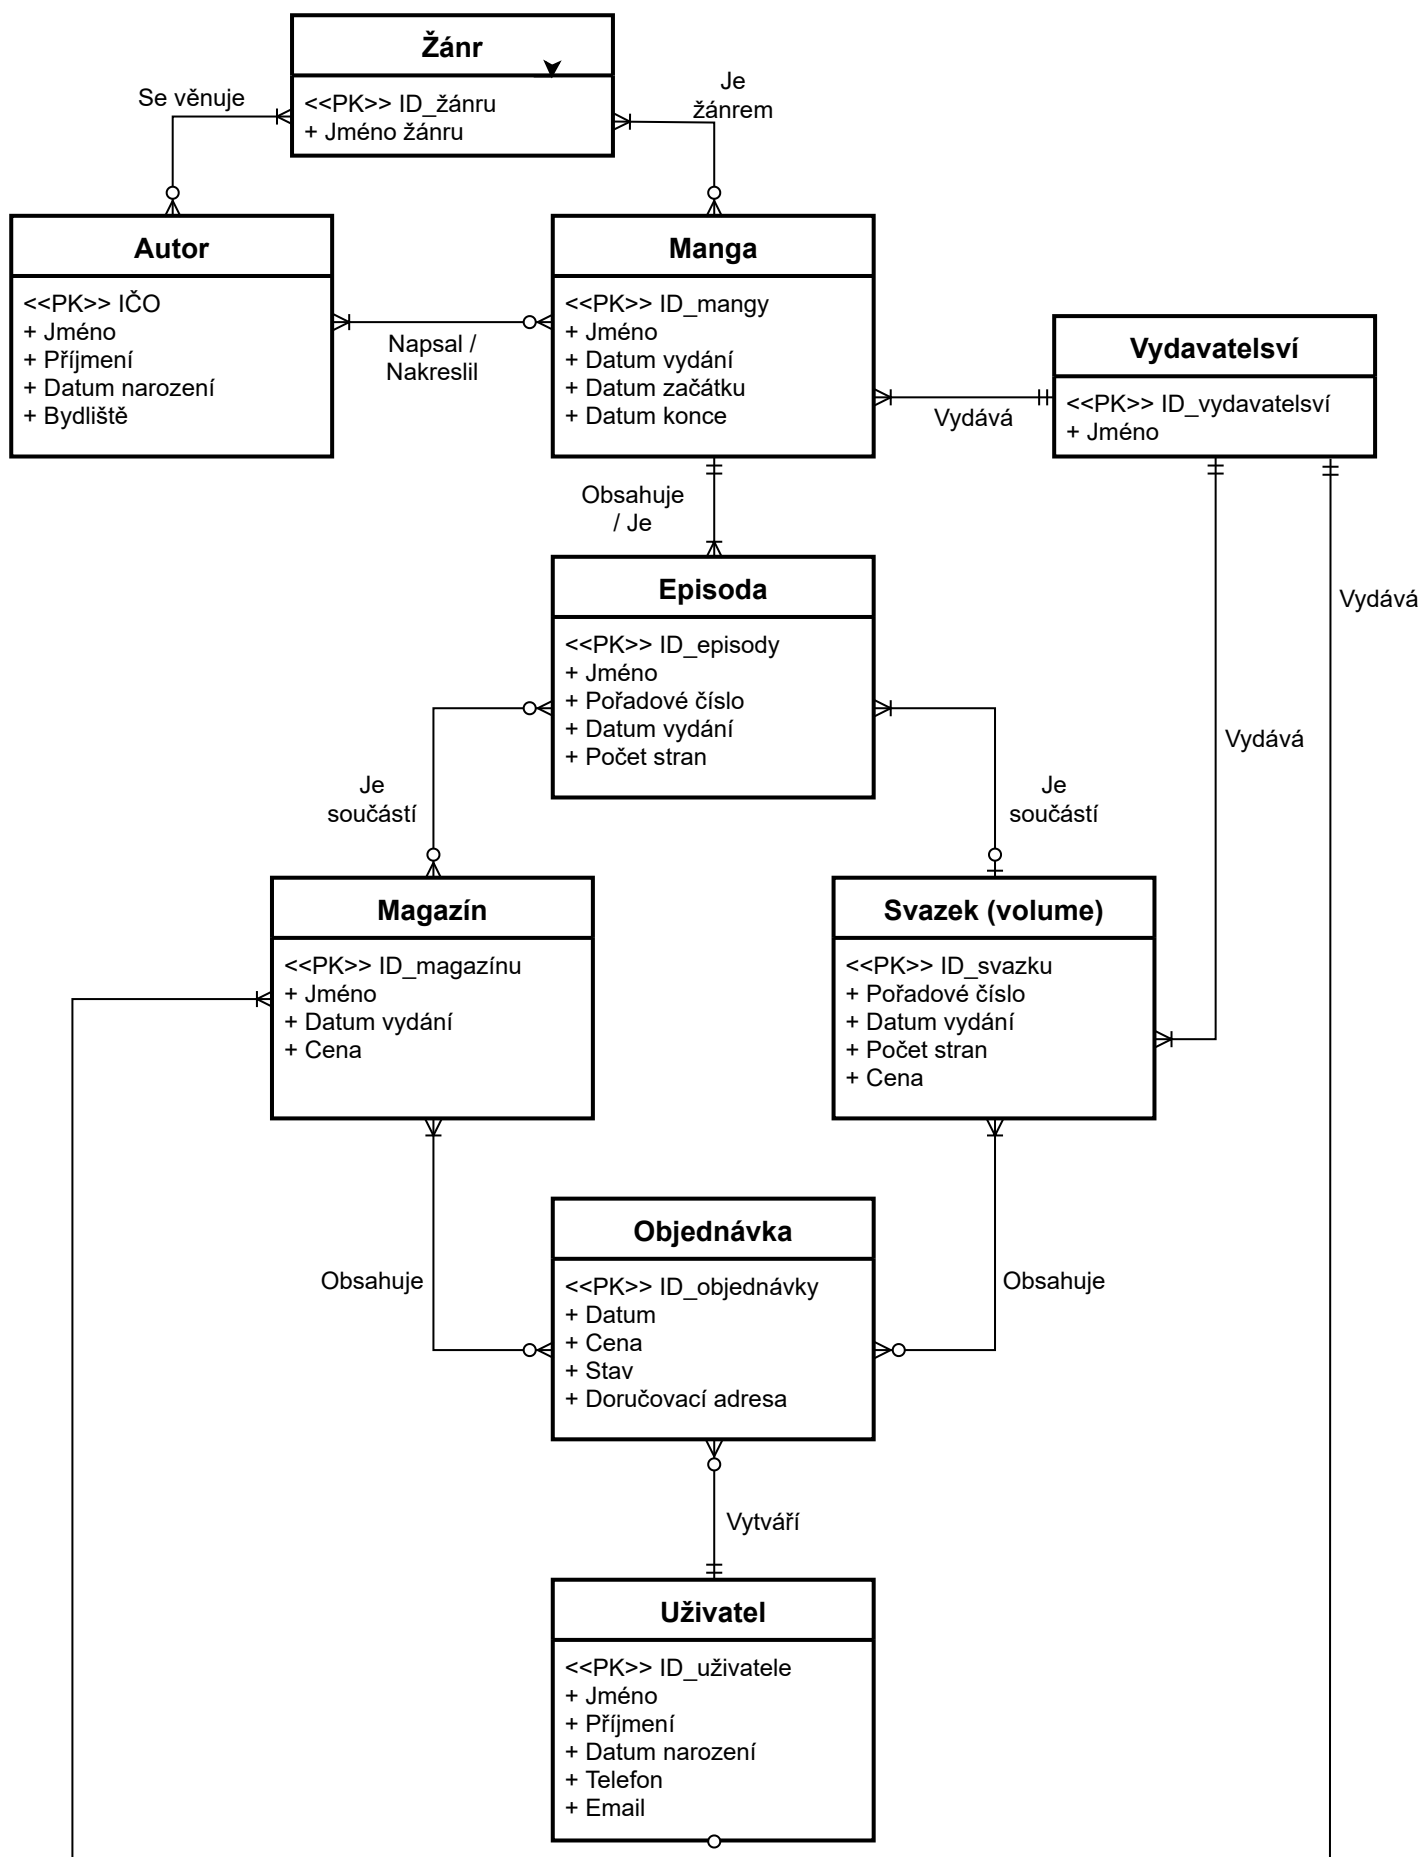 Žánr
<<PK>> ID_žánru
+ Jméno žánru
Se věnuje
Je
žánrem
Autor
<<PK>> IČO
+ Jméno
+ Příjmení
+ Datum narození
+ Bydliště
Napsal /
Nakreslil
Manga
<<PK>> ID_mangy
+ Jméno
+ Datum vydání
+ Datum začátku
+ Datum konce
Vydává
Vydavatelsví
<<PK>> ID_vydavatelsví
+ Jméno
Obsahuje
/ Je
Vydává
Episoda
<<PK>> ID_episody
+ Jméno
+ Pořadové číslo
+ Datum vydání
+ Počet stran
Vydává
Je
součástí
Je
součástí
Magazín
<<PK>> ID_magazínu
+ Jméno
+ Datum vydání
+ Cena
Svazek (volume)
<<PK>> ID_svazku
+ Pořadové číslo
+ Datum vydání
+ Počet stran
+ Cena
Obsahuje
Objednávka
<<PK>> ID_objednávky
+ Datum
+ Cena
+ Stav
+ Doručovací adresa
Obsahuje
Vytváří
Uživatel
<<PK>> ID_uživatele
+ Jméno
+ Příjmení
+ Datum narození
+ Telefon
+ Email